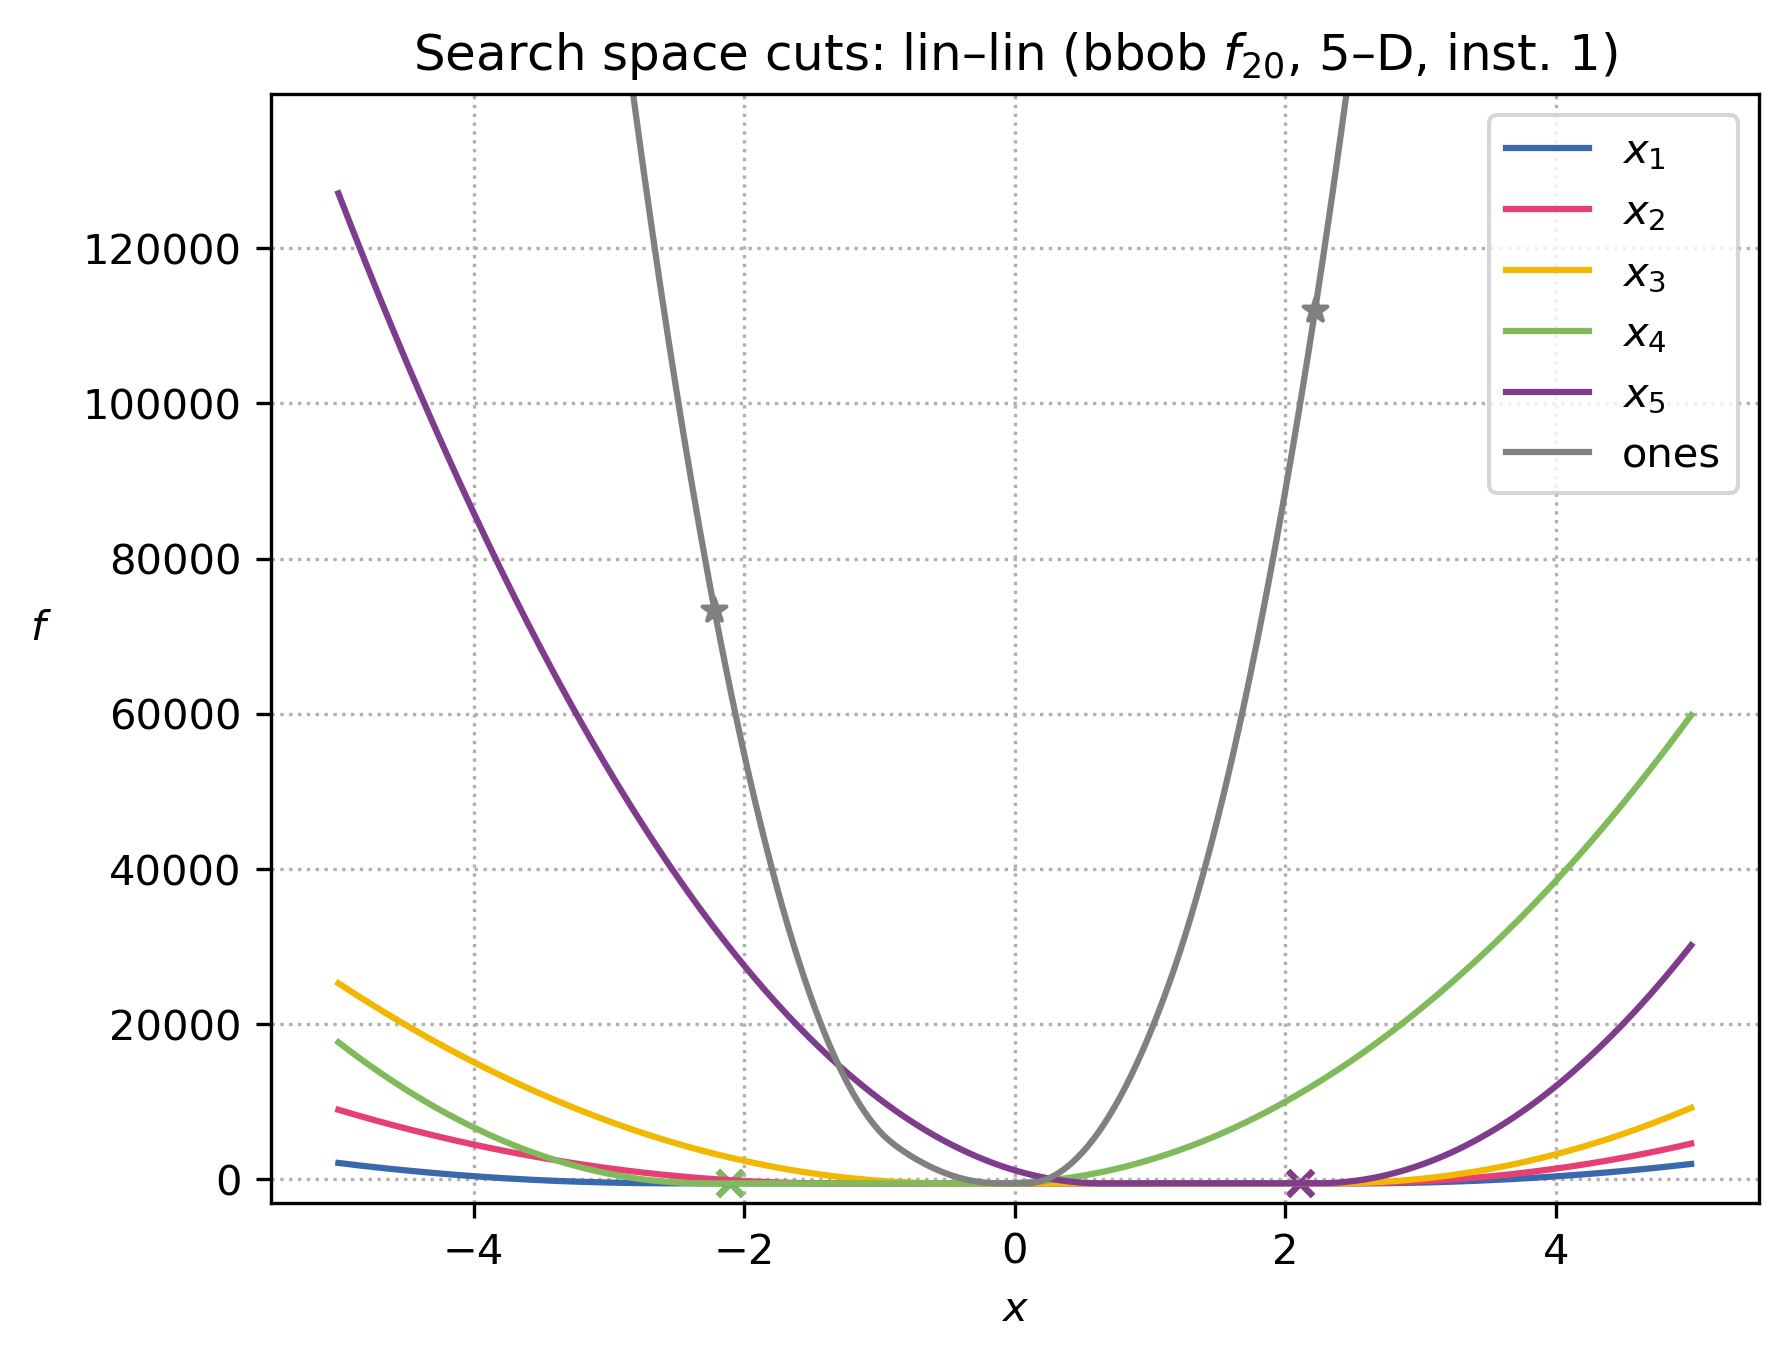 Search space cuts: lin–lin (bbob f₂₀, 5–D, inst. 1)
x₁
x₂
x₃
x₄
x₅
ones
120000
100000
80000
60000
40000
20000
0
f
−4 −2 0 2 4
x